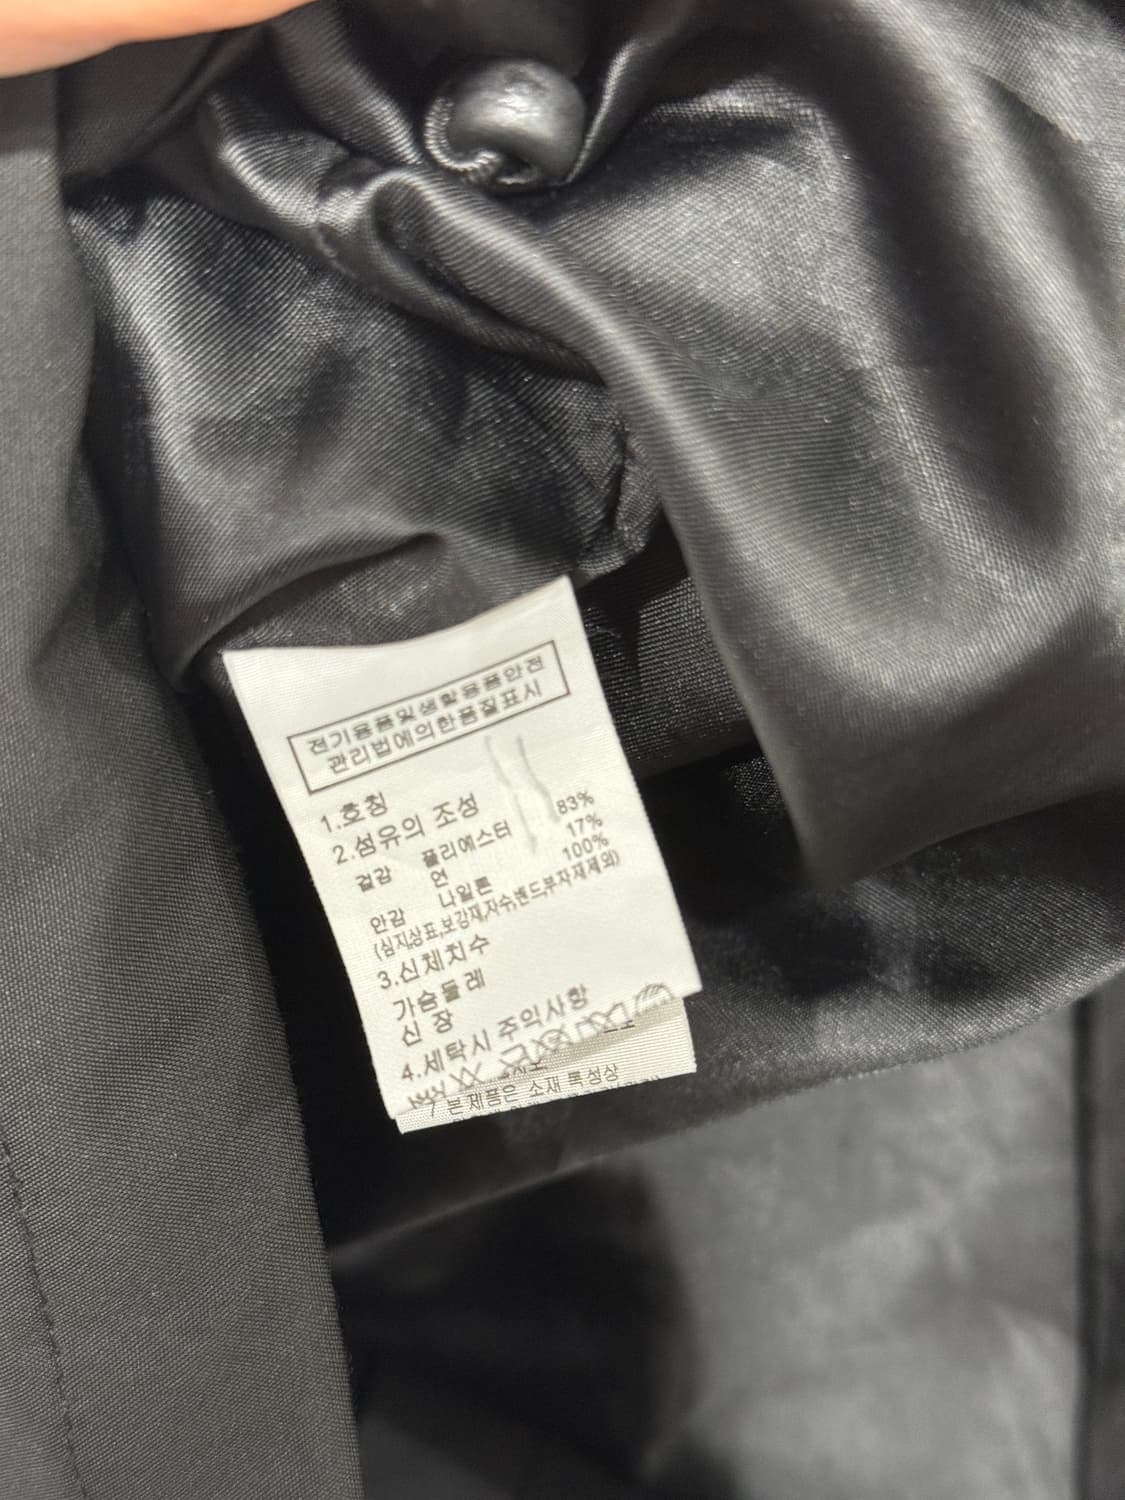 전기용품및생활용품안전
관리법에의한품질표시
1.호칭
2.섬유의 조성
겉감 폴리에스터 83%
면 17%
안감 나일론 100%
(심지,상표,보강재,자수,밴드,부자재제외)
3.신체치수
가슴둘레
신 장
4.세탁시 주의사항
본제품은 소재 특성상